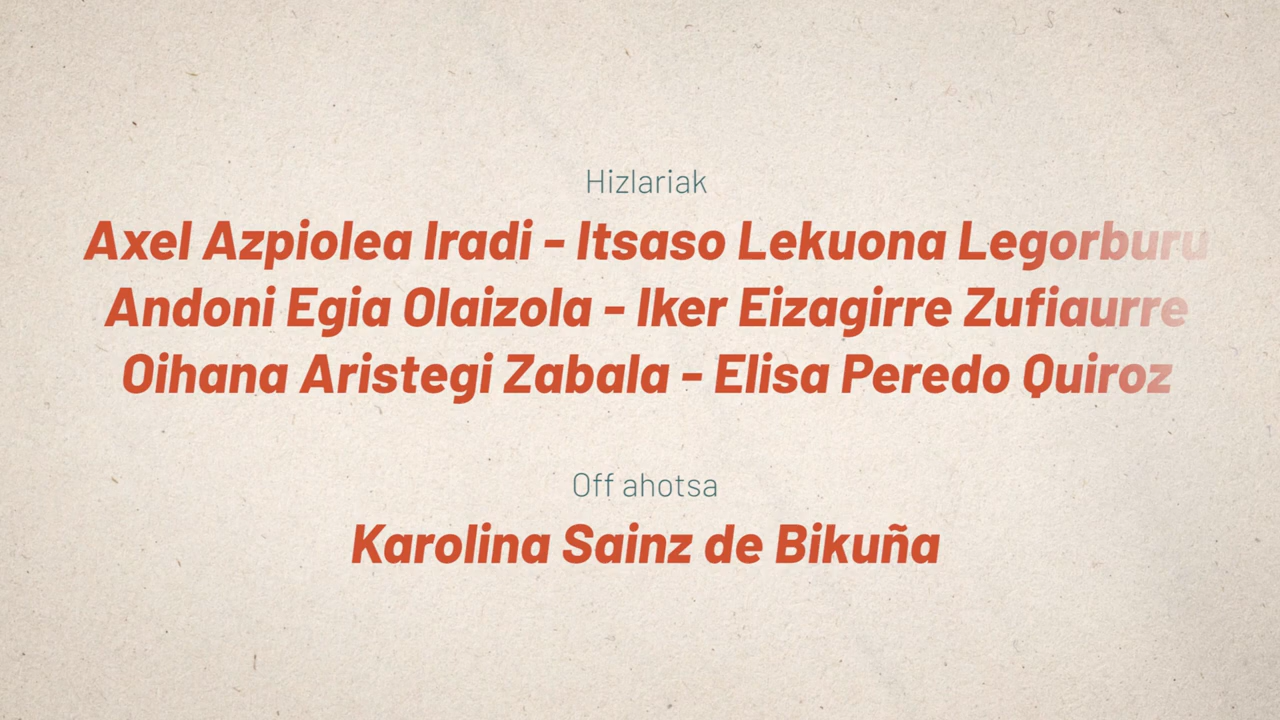 Hizlariak
Axel Azpiolea Iradi - Itsaso Lekuona Legorburu
Andoni Egia Olaizola - Iker Eizagirre Zufiaurre
Oihana Aristegi Zabala - Elisa Peredo Quiroz
Off ahotsa
Karolina Sainz de Bikuña